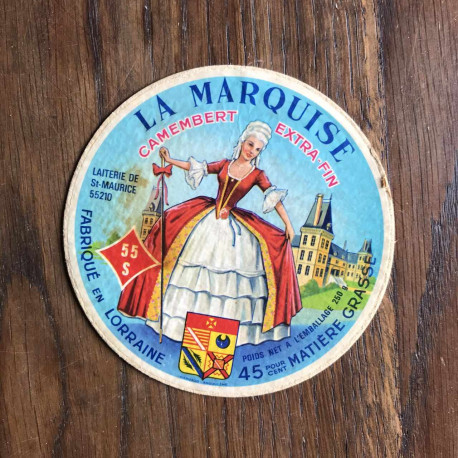 LA MARQUISE
CAMEMBERT EXTRA-FIN
LAITERIE DE
St-MAURICE
55210
55
S
FABRIQUÉ EN LORRAINE
POIDS NET A L'EMBALLAGE 250 g
45 POUR CENT MATIÈRE GRASSE